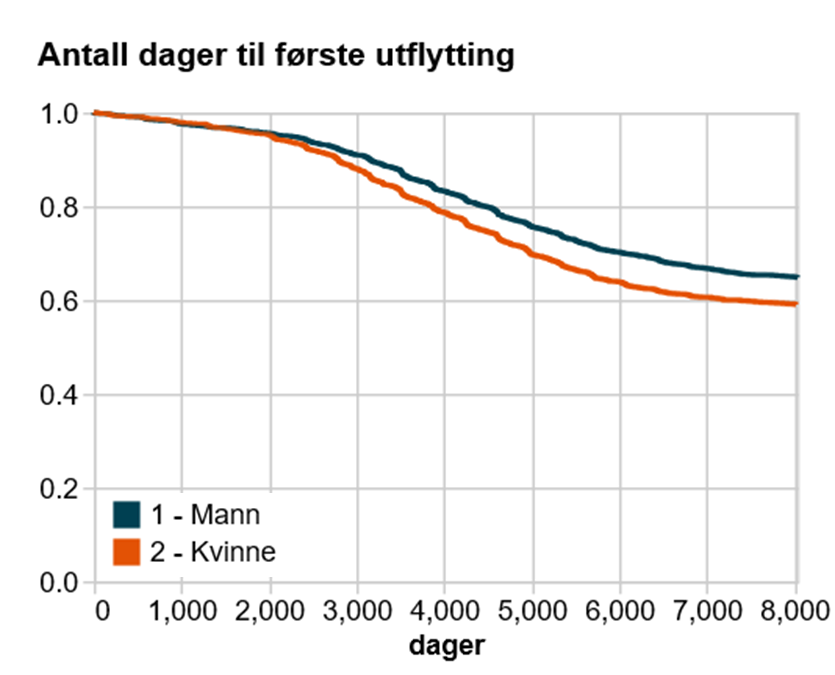 Antall dager til første utflytting
1.0
0.8
0.6
0.4
0.2
0.0
1 - Mann
2 - Kvinne
0 1,000 2,000 3,000 4,000 5,000 6,000 7,000 8,000
dager